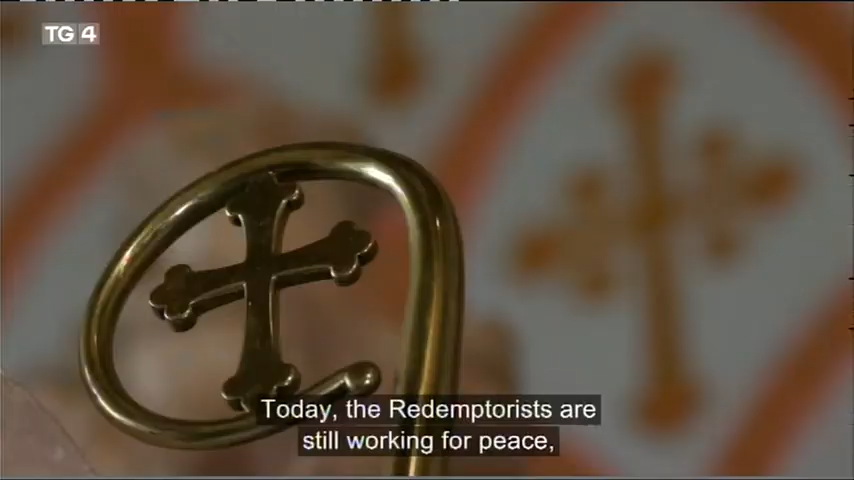 TG4
Today, the Redemptorists are
still working for peace,